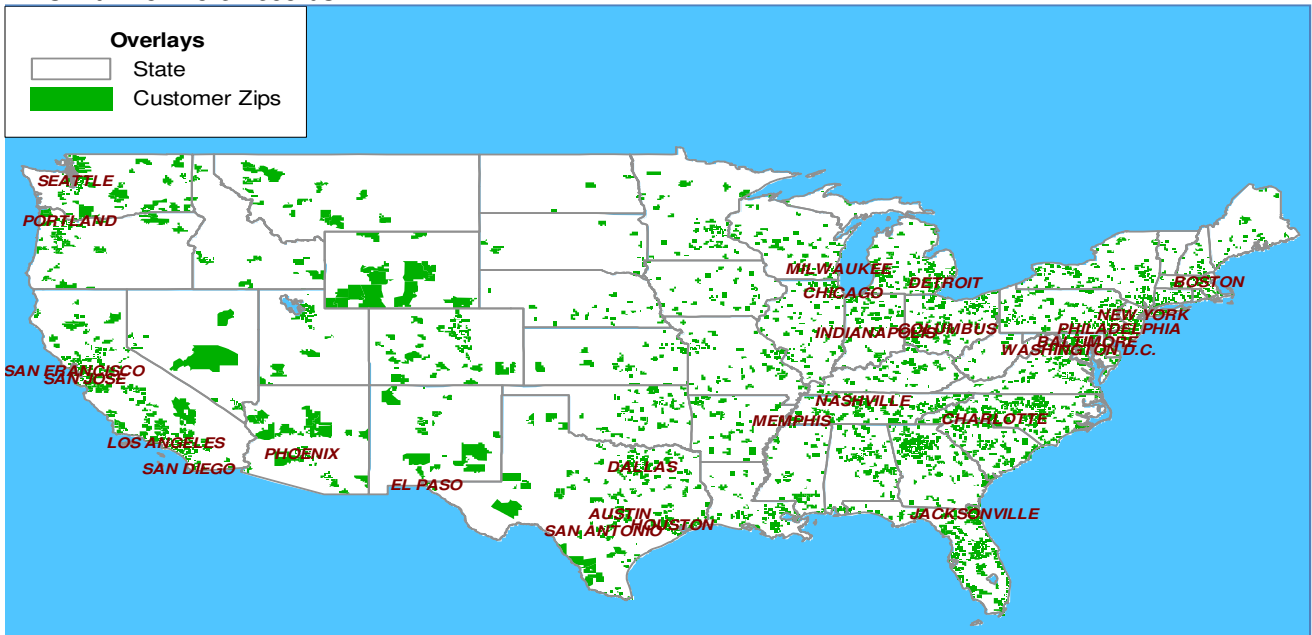 Overlays
State
Customer Zips
SEATTLE
PORTLAND
MILWAUKEE
CHICAGO
DETROIT
BOSTON
NEW YORK
PHILADELPHIA
BALTIMORE
WASHINGTON D.C.
INDIANAPOLIS
COLUMBUS
SAN FRANCISCO
SAN JOSE
NASHVILLE
MEMPHIS
CHARLOTTE
LOS ANGELES
SAN DIEGO
PHOENIX
EL PASO
DALLAS
AUSTIN
HOUSTON
SAN ANTONIO
JACKSONVILLE